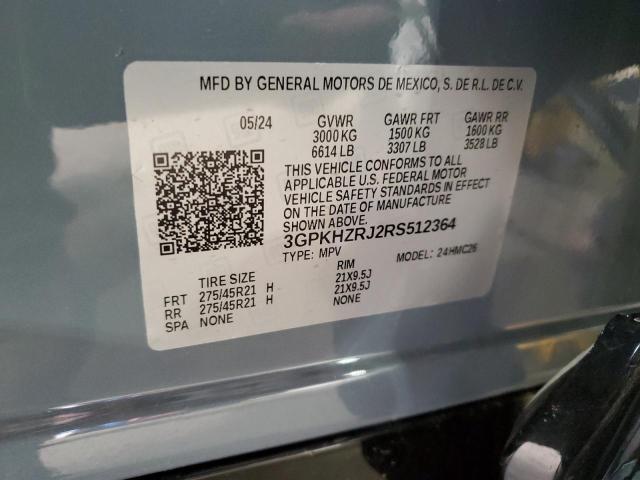 MFD BY GENERAL MOTORS DE MEXICO, S. DE R.L. DE C.V.
05/24 GVWR GAWR FRT GAWR RR
3000 KG 1500 KG 1600 KG
6614 LB 3307 LB 3528 LB
THIS VEHICLE CONFORMS TO ALL
APPLICABLE U.S. FEDERAL MOTOR
VEHICLE SAFETY STANDARDS IN EFFECT
ON THE DATE OF MANUFACTURE
SHOWN ABOVE.
3GPKHZRJ2RS512364
TYPE: MPV MODEL: 24HMC26
TIRE SIZE RIM
FRT 275/45R21 H 21X9.5J
RR 275/45R21 H 21X9.5J
SPA NONE NONE